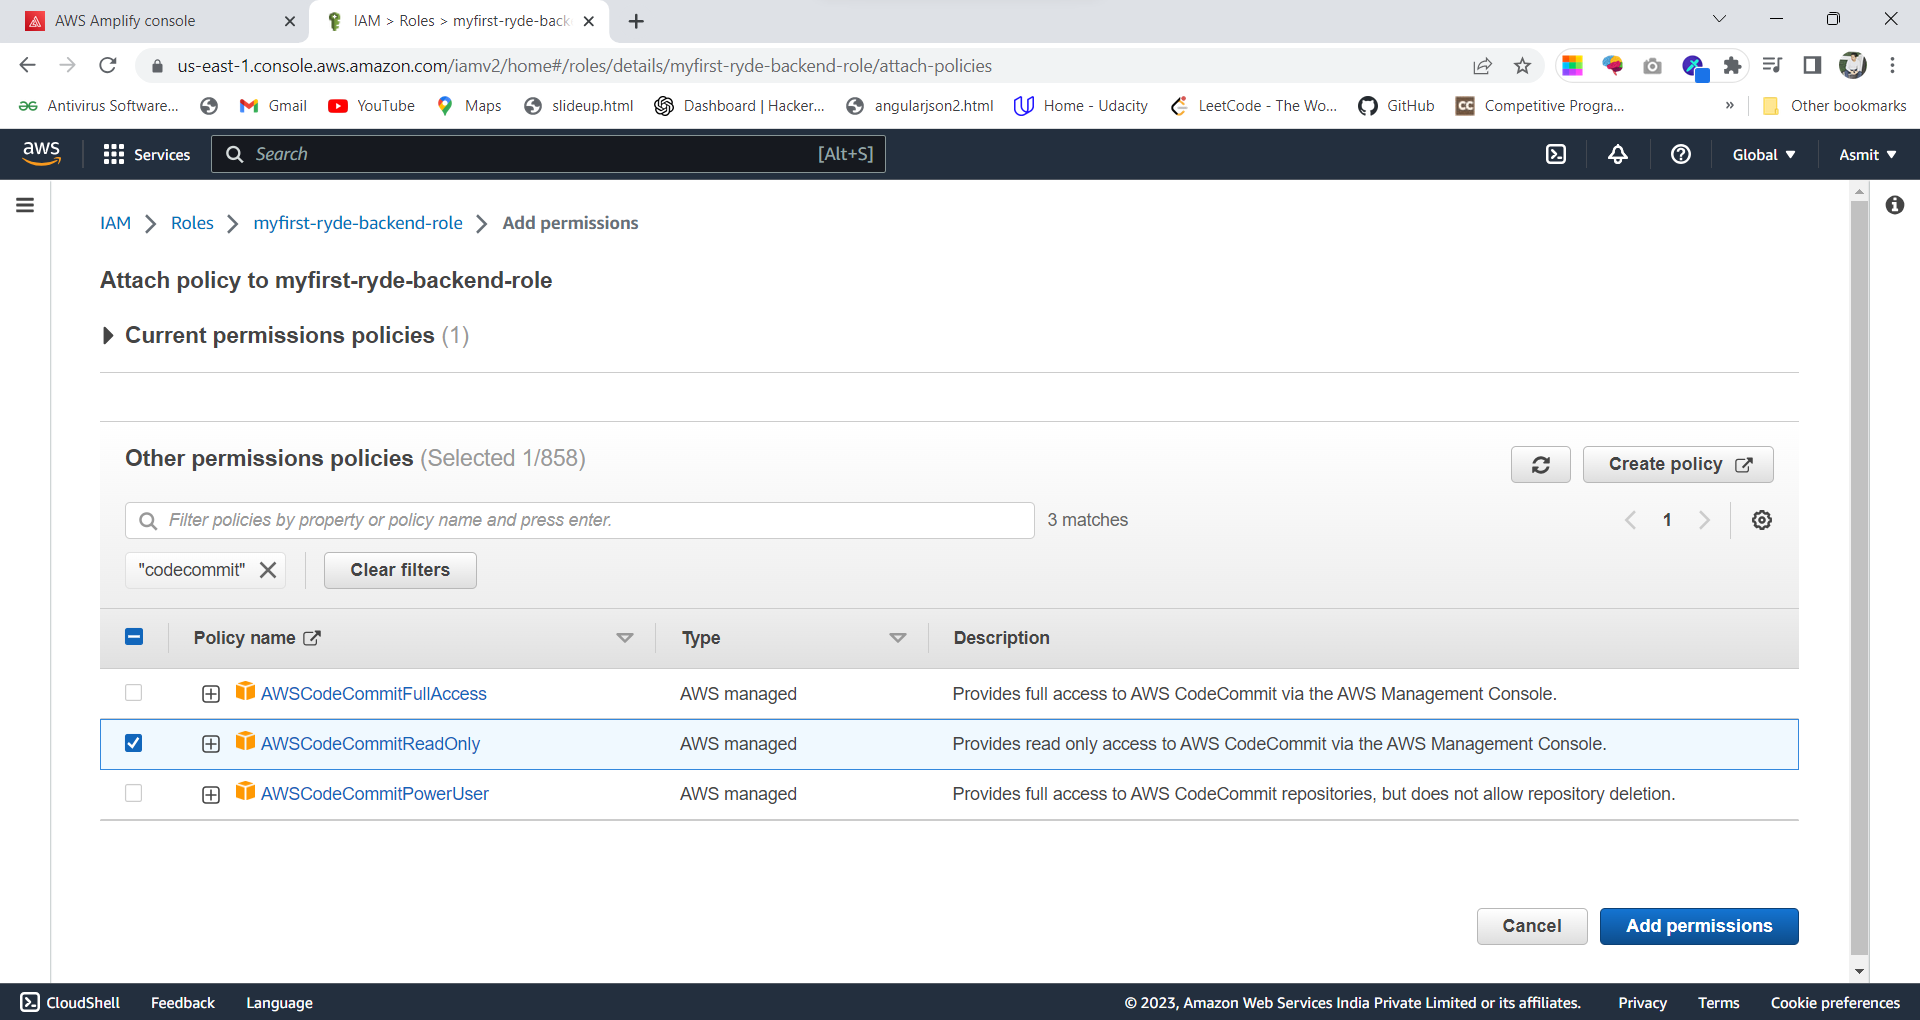 AWS Amplify console
IAM > Roles > myfirst-ryde-back
us-east-1.console.aws.amazon.com/iamv2/home#/roles/details/myfirst-ryde-backend-role/attach-policies
Antivirus Software... Gmail YouTube Maps slideup.html Dashboard | Hacker... angularjson2.html Home - Udacity LeetCode - The Wo... GitHub CC Competitive Progra... » Other bookmarks
aws Services Search [Alt+S] Global Asmit
IAM Roles myfirst-ryde-backend-role Add permissions
Attach policy to myfirst-ryde-backend-role
Current permissions policies (1)
Other permissions policies (Selected 1/858)
Create policy
Filter policies by property or policy name and press enter. 3 matches 1
"codecommit" Clear filters
Policy name Type Description
AWSCodeCommitFullAccess AWS managed Provides full access to AWS CodeCommit via the AWS Management Console.
AWSCodeCommitReadOnly AWS managed Provides read only access to AWS CodeCommit via the AWS Management Console.
AWSCodeCommitPowerUser AWS managed Provides full access to AWS CodeCommit repositories, but does not allow repository deletion.
Cancel Add permissions
CloudShell Feedback Language © 2023, Amazon Web Services India Private Limited or its affiliates. Privacy Terms Cookie preferences